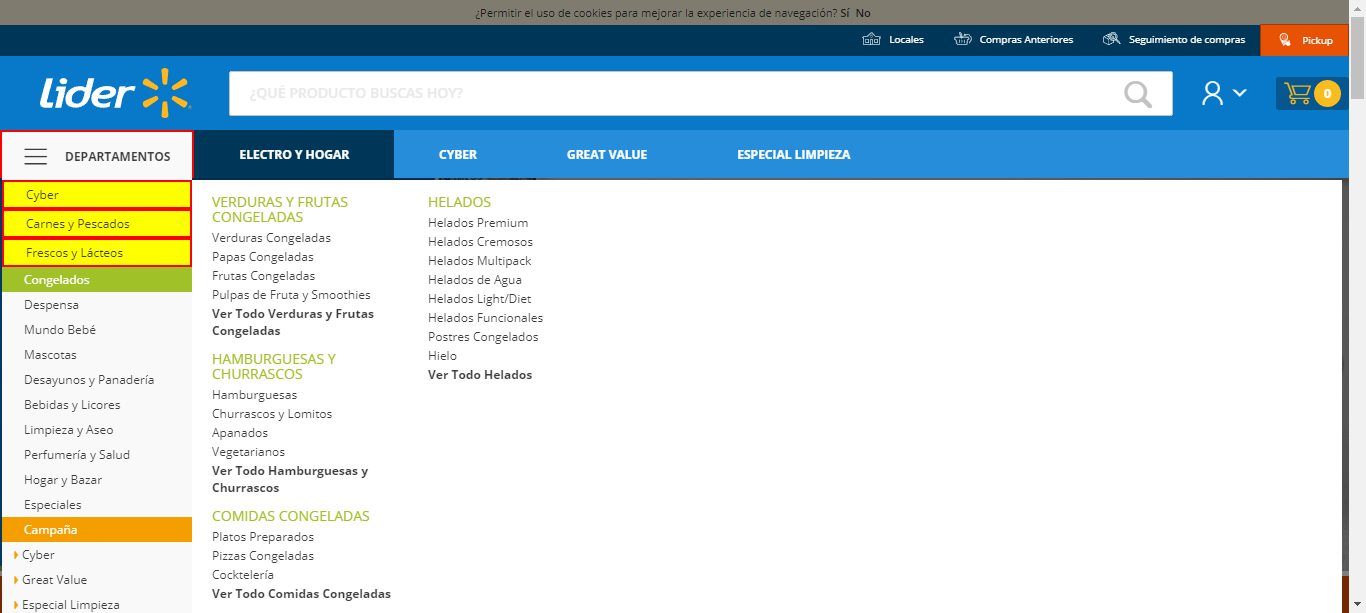 ¿Permitir el uso de cookies para mejorar la experiencia de navegación? Sí No
Locales
Compras Anteriores
Seguimiento de compras
Pickup
Lider
¿QUÉ PRODUCTO BUSCAS HOY?
0
DEPARTAMENTOS
ELECTRO Y HOGAR
CYBER
GREAT VALUE
ESPECIAL LIMPIEZA
Cyber
Carnes y Pescados
Frescos y Lácteos
Congelados
Despensa
Mundo Bebé
Mascotas
Desayunos y Panadería
Bebidas y Licores
Limpieza y Aseo
Perfumería y Salud
Hogar y Bazar
Especiales
Campaña
Cyber
Great Value
Especial Limpieza
VERDURAS Y FRUTAS
CONGELADAS
Verduras Congeladas
Papas Congeladas
Frutas Congeladas
Pulpas de Fruta y Smoothies
Ver Todo Verduras y Frutas
Congeladas
HAMBURGUESAS Y
CHURRASCOS
Hamburguesas
Churrascos y Lomitos
Apanados
Vegetarianos
Ver Todo Hamburguesas y
Churrascos
COMIDAS CONGELADAS
Platos Preparados
Pizzas Congeladas
Cocktelería
Ver Todo Comidas Congeladas
HELADOS
Helados Premium
Helados Cremosos
Helados Multipack
Helados de Agua
Helados Light/Diet
Helados Funcionales
Postres Congelados
Hielo
Ver Todo Helados